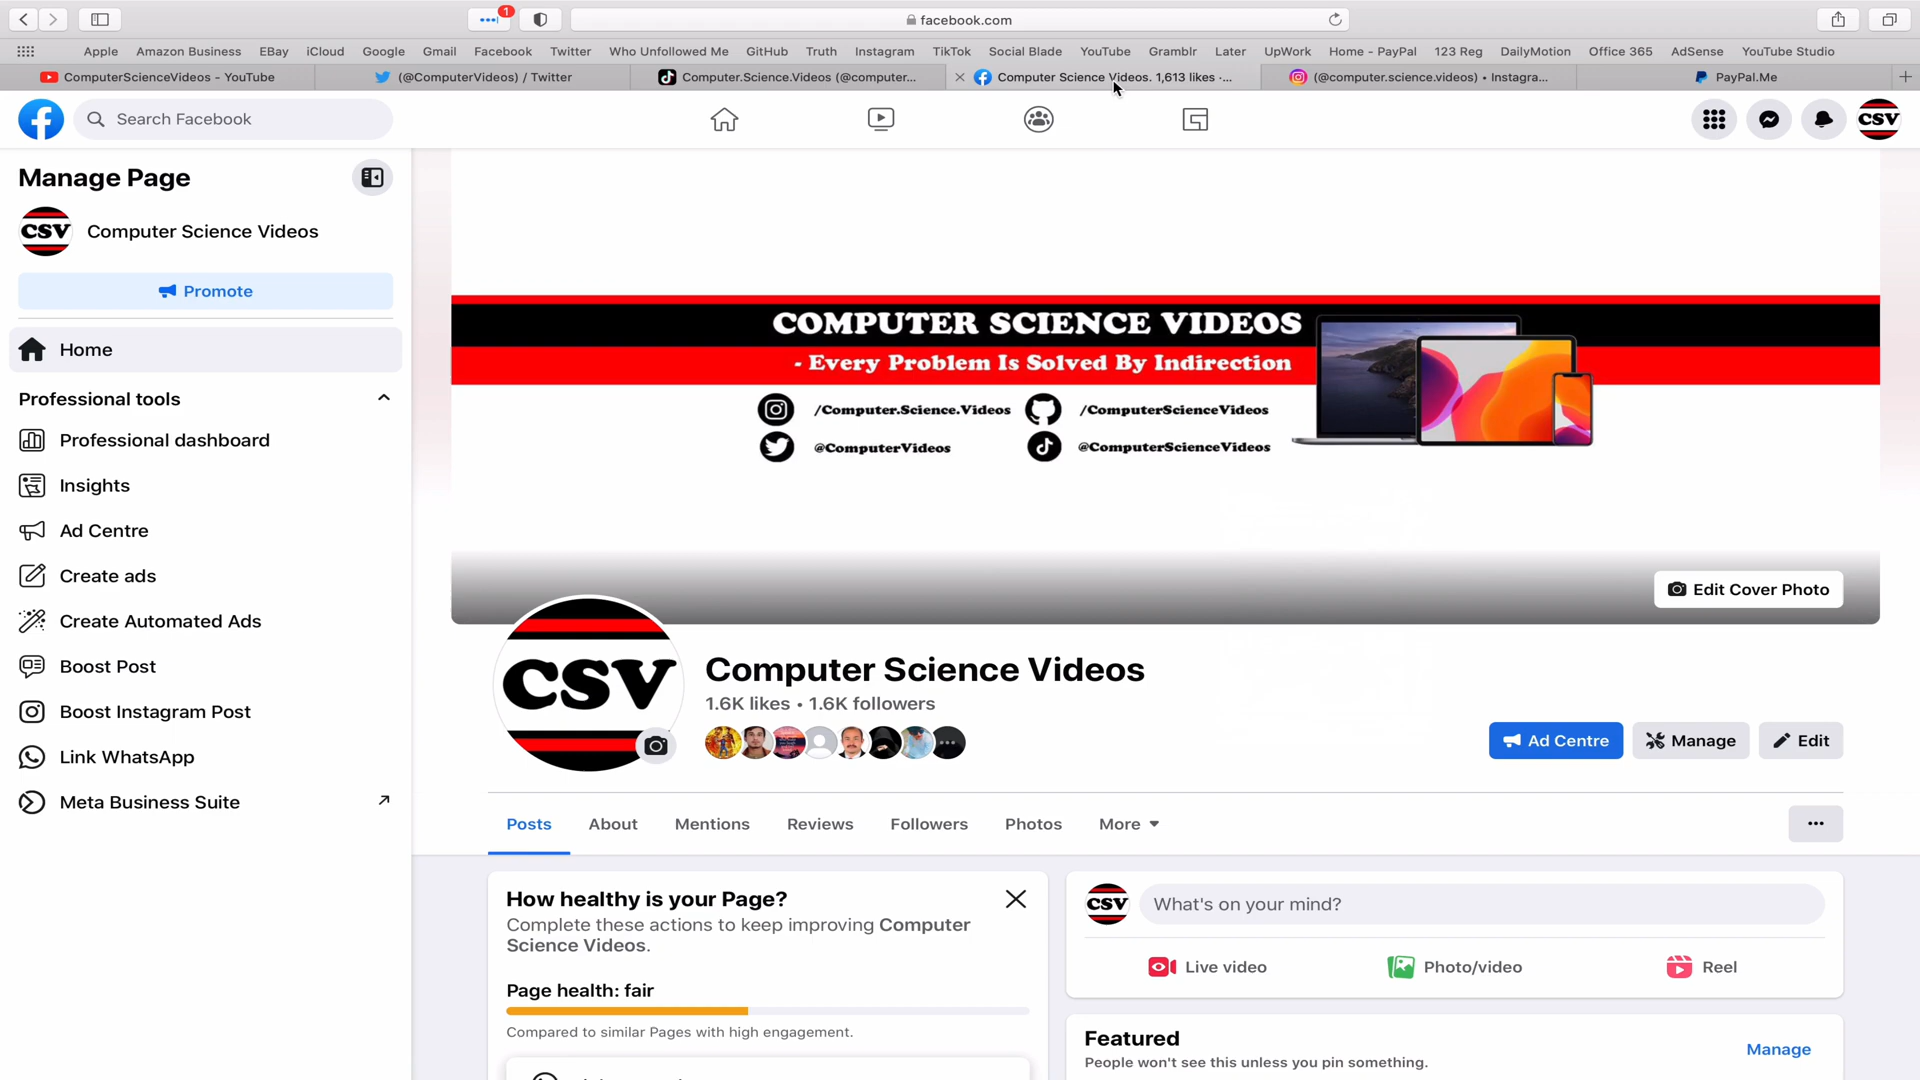 1
facebook.com
Apple Amazon Business EBay iCloud Google Gmail Facebook Twitter Who Unfollowed Me GitHub Truth Instagram TikTok Social Blade YouTube Gramblr Later UpWork Home - PayPal 123 Reg DailyMotion Office 365 AdSense YouTube Studio
ComputerScienceVideos - YouTube (@ComputerVideos) / Twitter Computer.Science.Videos (@computer... Computer Science Videos. 1,613 likes ·... (@computer.science.videos) • Instagra... PayPal.Me
Search Facebook
CSV
Manage Page
CSV Computer Science Videos
Promote
Home
Professional tools
Professional dashboard
Insights
Ad Centre
Create ads
Create Automated Ads
Boost Post
Boost Instagram Post
Link WhatsApp
Meta Business Suite
COMPUTER SCIENCE VIDEOS
- Every Problem Is Solved By Indirection
/Computer.Science.Videos /ComputerScienceVideos
@ComputerVideos @ComputerScienceVideos
Edit Cover Photo
CSV
Computer Science Videos
1.6K likes • 1.6K followers
Ad Centre Manage Edit
Posts About Mentions Reviews Followers Photos More
How healthy is your Page?
Complete these actions to keep improving Computer
Science Videos.
Page health: fair
Compared to similar Pages with high engagement.
CSV What's on your mind?
Live video Photo/video Reel
Featured
People won't see this unless you pin something.
Manage